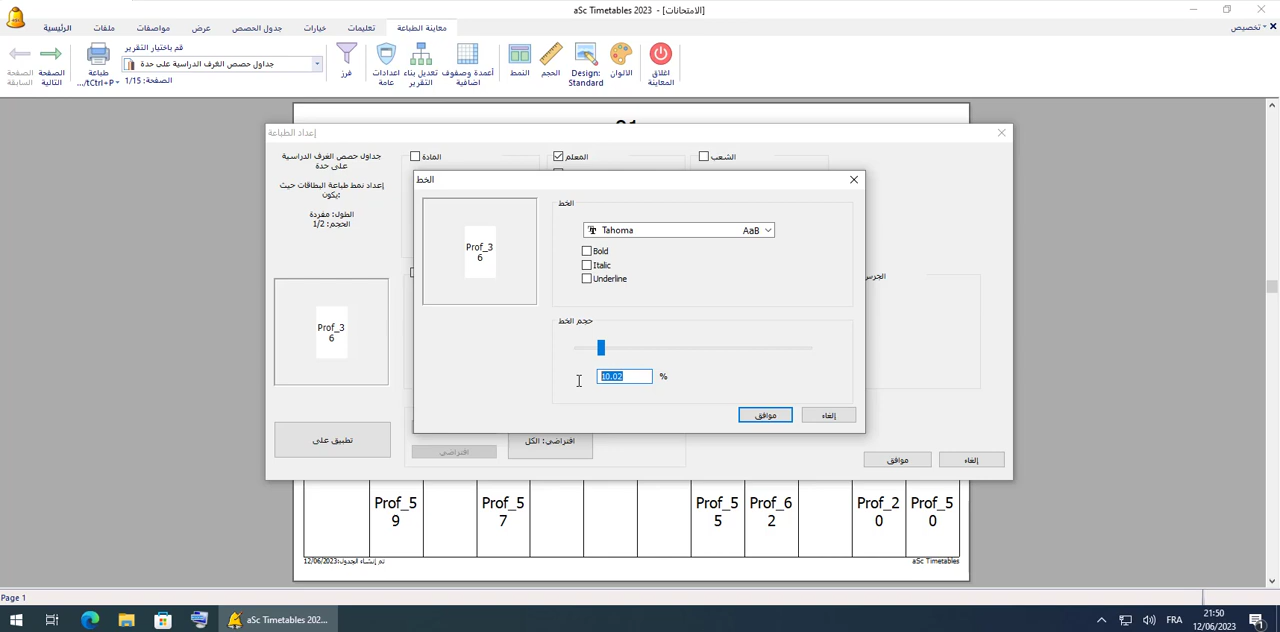 aSc Timetables 2023 - [الامتحانات]
الرئيسية
ملفات
مواصفات
عرض
جدول الحصص
خيارات
تعليمات
معاينة الطباعة
تخصيص
الصفحة السابقة
الصفحة التالية
طباعة
...tCtrl+P/
قم باختيار التقرير
جداول حصص الغرف الدراسية على حدة
الصفحة: 1/15
فرز
اعدادات عامة
تعديل بناء التقرير
أعمدة وصفوف اضافية
النمط
الحجم
Design: Standard
الالوان
اغلاق المعاينة
إعداد الطباعة
جداول حصص الغرف الدراسية
على حدة
إعداد نمط طباعة البطاقات حيث
يكون:
الطول: مفردة
الحجم: 1/2
المادة
المعلم
الشعب
الجرس
Prof_3
6
تطبيق على
افتراضي
افتراضي: الكل
موافق
إلغاء
الخط
Prof_3
6
الخط
Tahoma AaB
Bold
Italic
Underline
حجم الخط
10.02 %
موافق
إلغاء
Prof_5
9
Prof_5
7
Prof_5
5
Prof_6
2
Prof_2
0
Prof_5
0
تم إنشاء الجدول:12/06/2023
aSc Timetables
Page 1
aSc Timetables 202...
FRA
21:50
12/06/2023
1